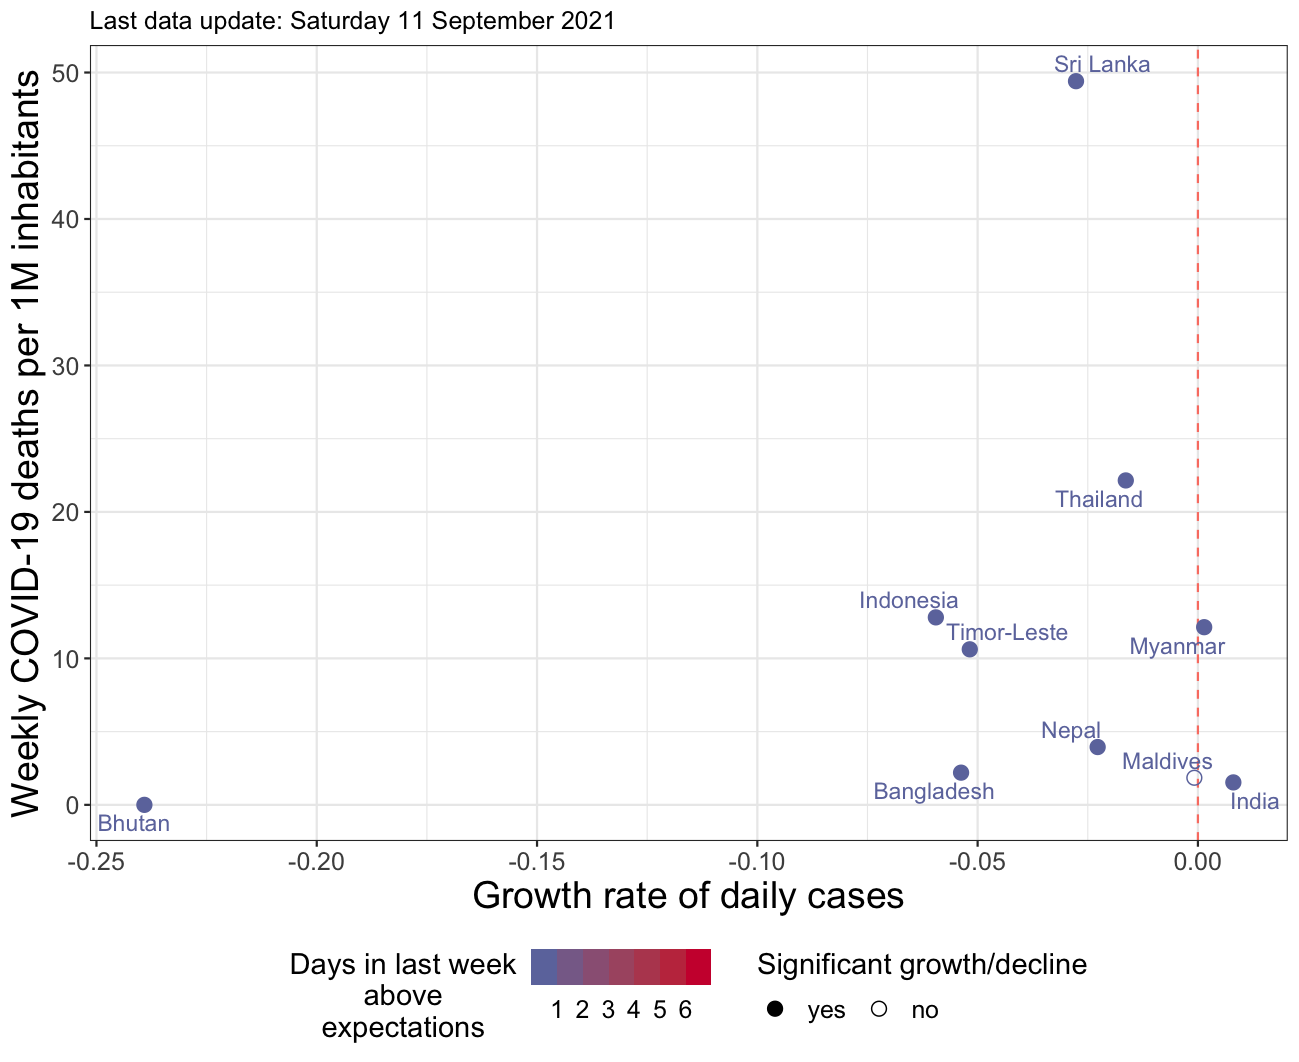 Last data update: Saturday 11 September 2021
Weekly COVID-19 deaths per 1M inhabitants
50
40
30
20
10
0
Sri Lanka
Thailand
Indonesia
Timor-Leste
Myanmar
Nepal
Maldives
Bangladesh
India
Bhutan
-0.25 -0.20 -0.15 -0.10 -0.05 0.00
Growth rate of daily cases
Days in last week
above
expectations
1 2 3 4 5 6
Significant growth/decline
yes no